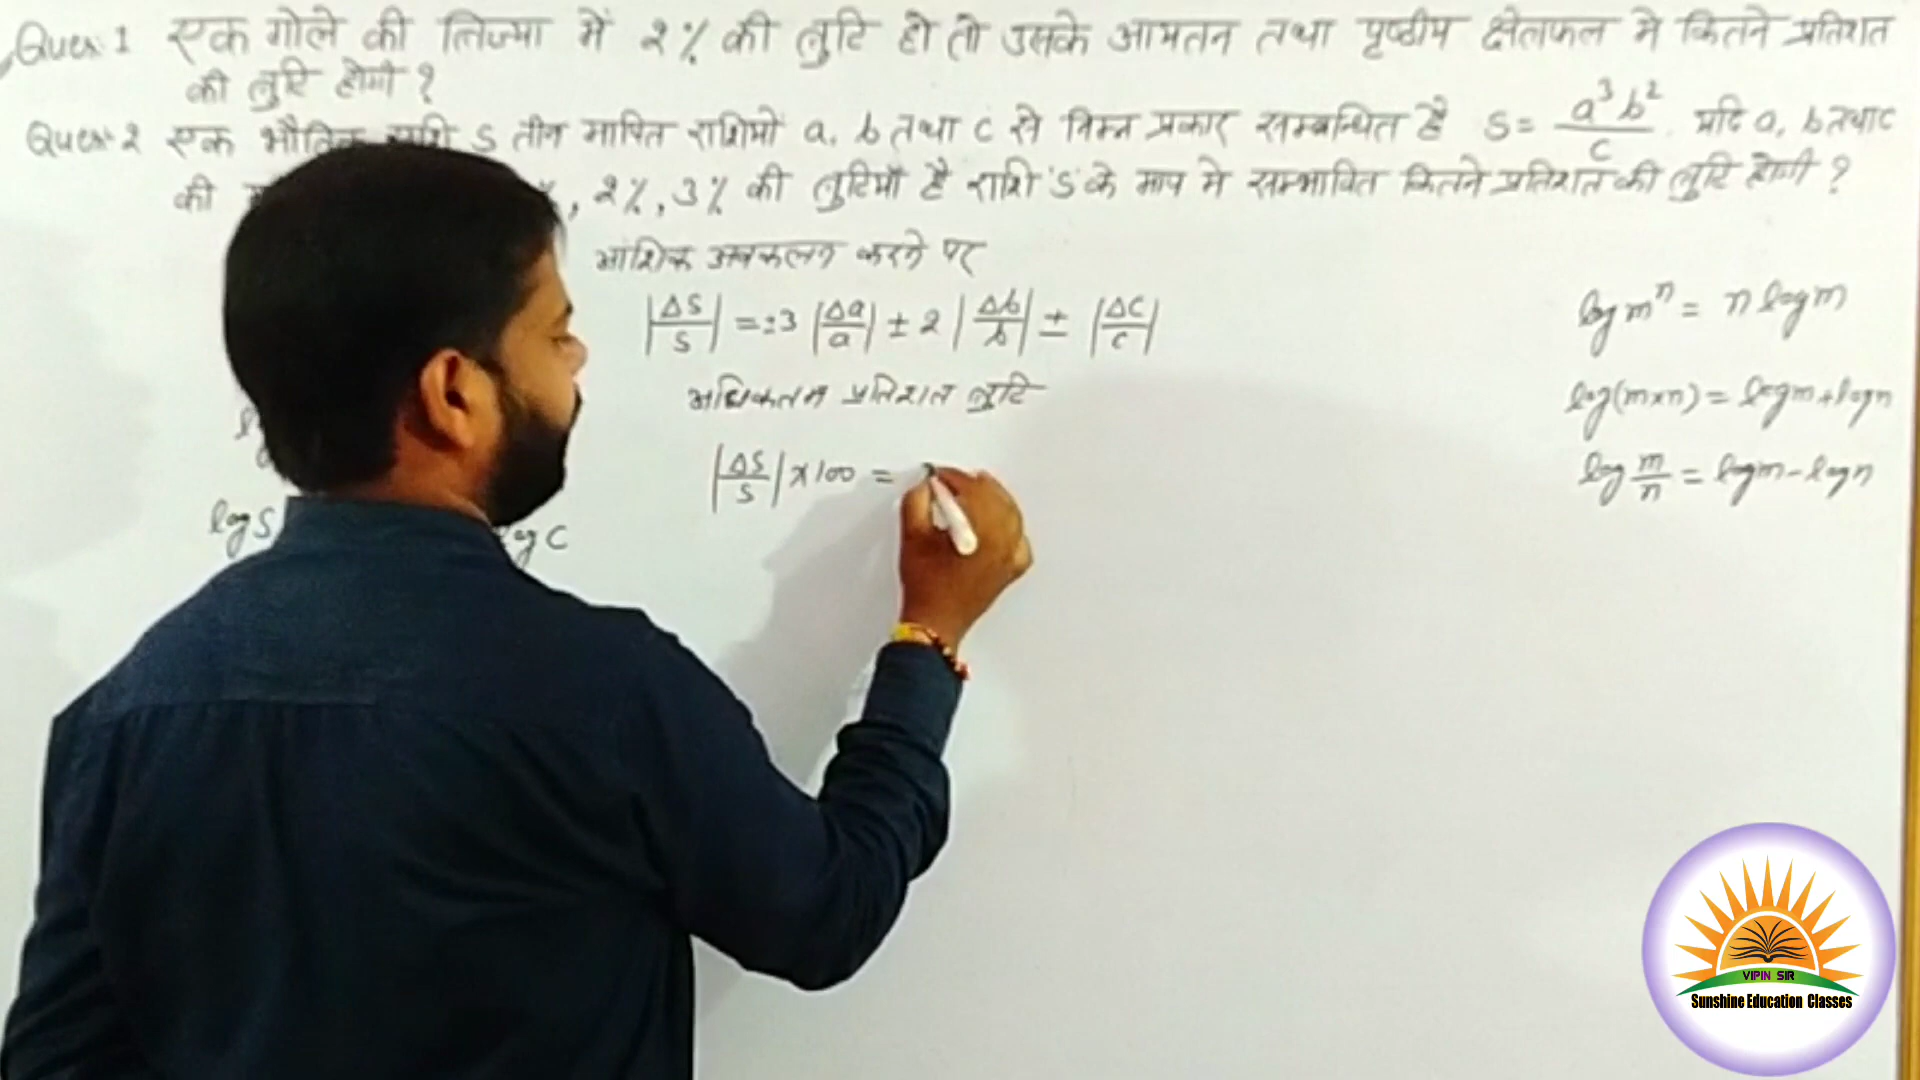 Ques. 1 एक गोले की त्रिज्या में 2% की त्रुटि हो तो उसके आयतन तथा पृष्ठीय क्षेत्रफल मे कितने प्रतिशत
की त्रुटि होगी ?
Ques. 2 एक भौतिक राशि S तीन मापित राशियों a, b तथा c से निम्न प्रकार सम्बन्धित है S = a³ b² / c . यदि a, b तथा c
की , 2%, 3% की त्रुटियाँ है राशि 'S' के माप मे सम्भावित कितने प्रतिशत की त्रुटि होगी ?
आंशिक अवकलन करने पर
|ΔS/S| = ±3 |Δa/a| ± 2 |Δb/b| ± |Δc/c|
अधिकतम प्रतिशत त्रुटि
|ΔS/S| × 100 =
log S log C
log mⁿ = n log m
log(m×n) = log m + log n
log m/n = log m - log n
VIPIN SIR
Sunshine Education Classes